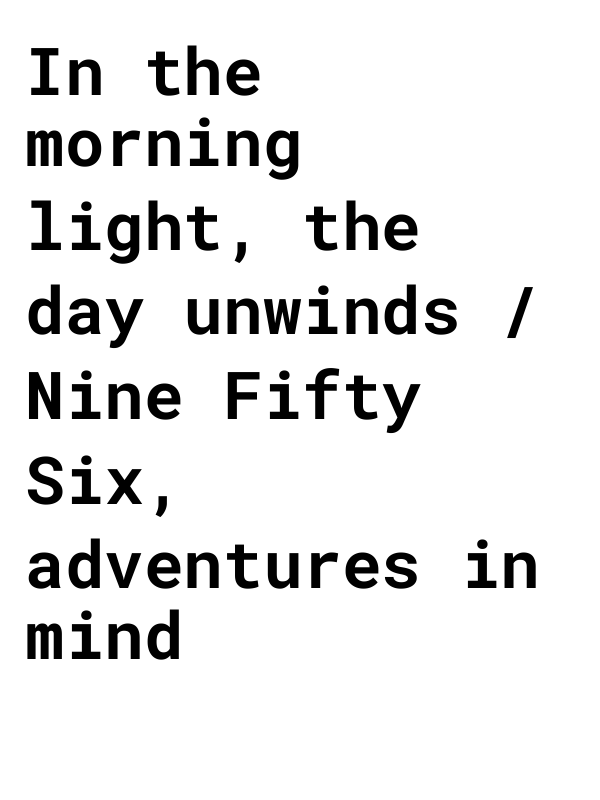 In the
morning
light, the
day unwinds /
Nine Fifty
Six,
adventures in
mind